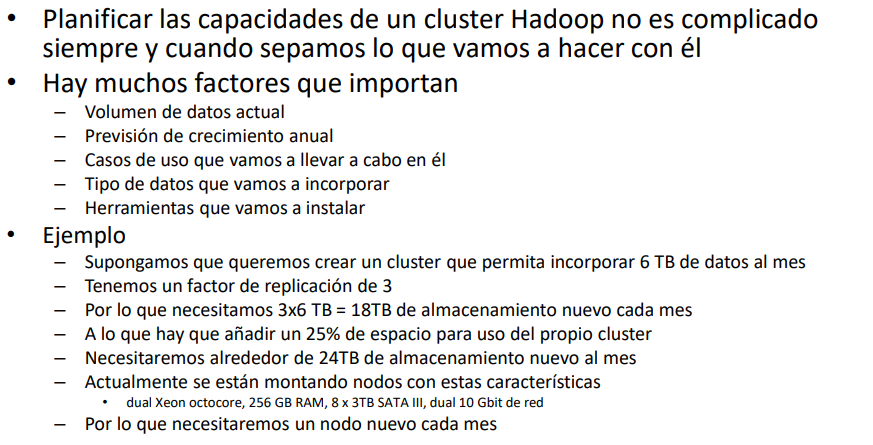 • Planificar las capacidades de un cluster Hadoop no es complicado
siempre y cuando sepamos lo que vamos a hacer con él
• Hay muchos factores que importan
– Volumen de datos actual
– Previsión de crecimiento anual
– Casos de uso que vamos a llevar a cabo en él
– Tipo de datos que vamos a incorporar
– Herramientas que vamos a instalar
• Ejemplo
– Supongamos que queremos crear un cluster que permita incorporar 6 TB de datos al mes
– Tenemos un factor de replicación de 3
– Por lo que necesitamos 3x6 TB = 18TB de almacenamiento nuevo cada mes
– A lo que hay que añadir un 25% de espacio para uso del propio cluster
– Necesitaremos alrededor de 24TB de almacenamiento nuevo al mes
– Actualmente se están montando nodos con estas características
• dual Xeon octocore, 256 GB RAM, 8 x 3TB SATA III, dual 10 Gbit de red
– Por lo que necesitaremos un nodo nuevo cada mes